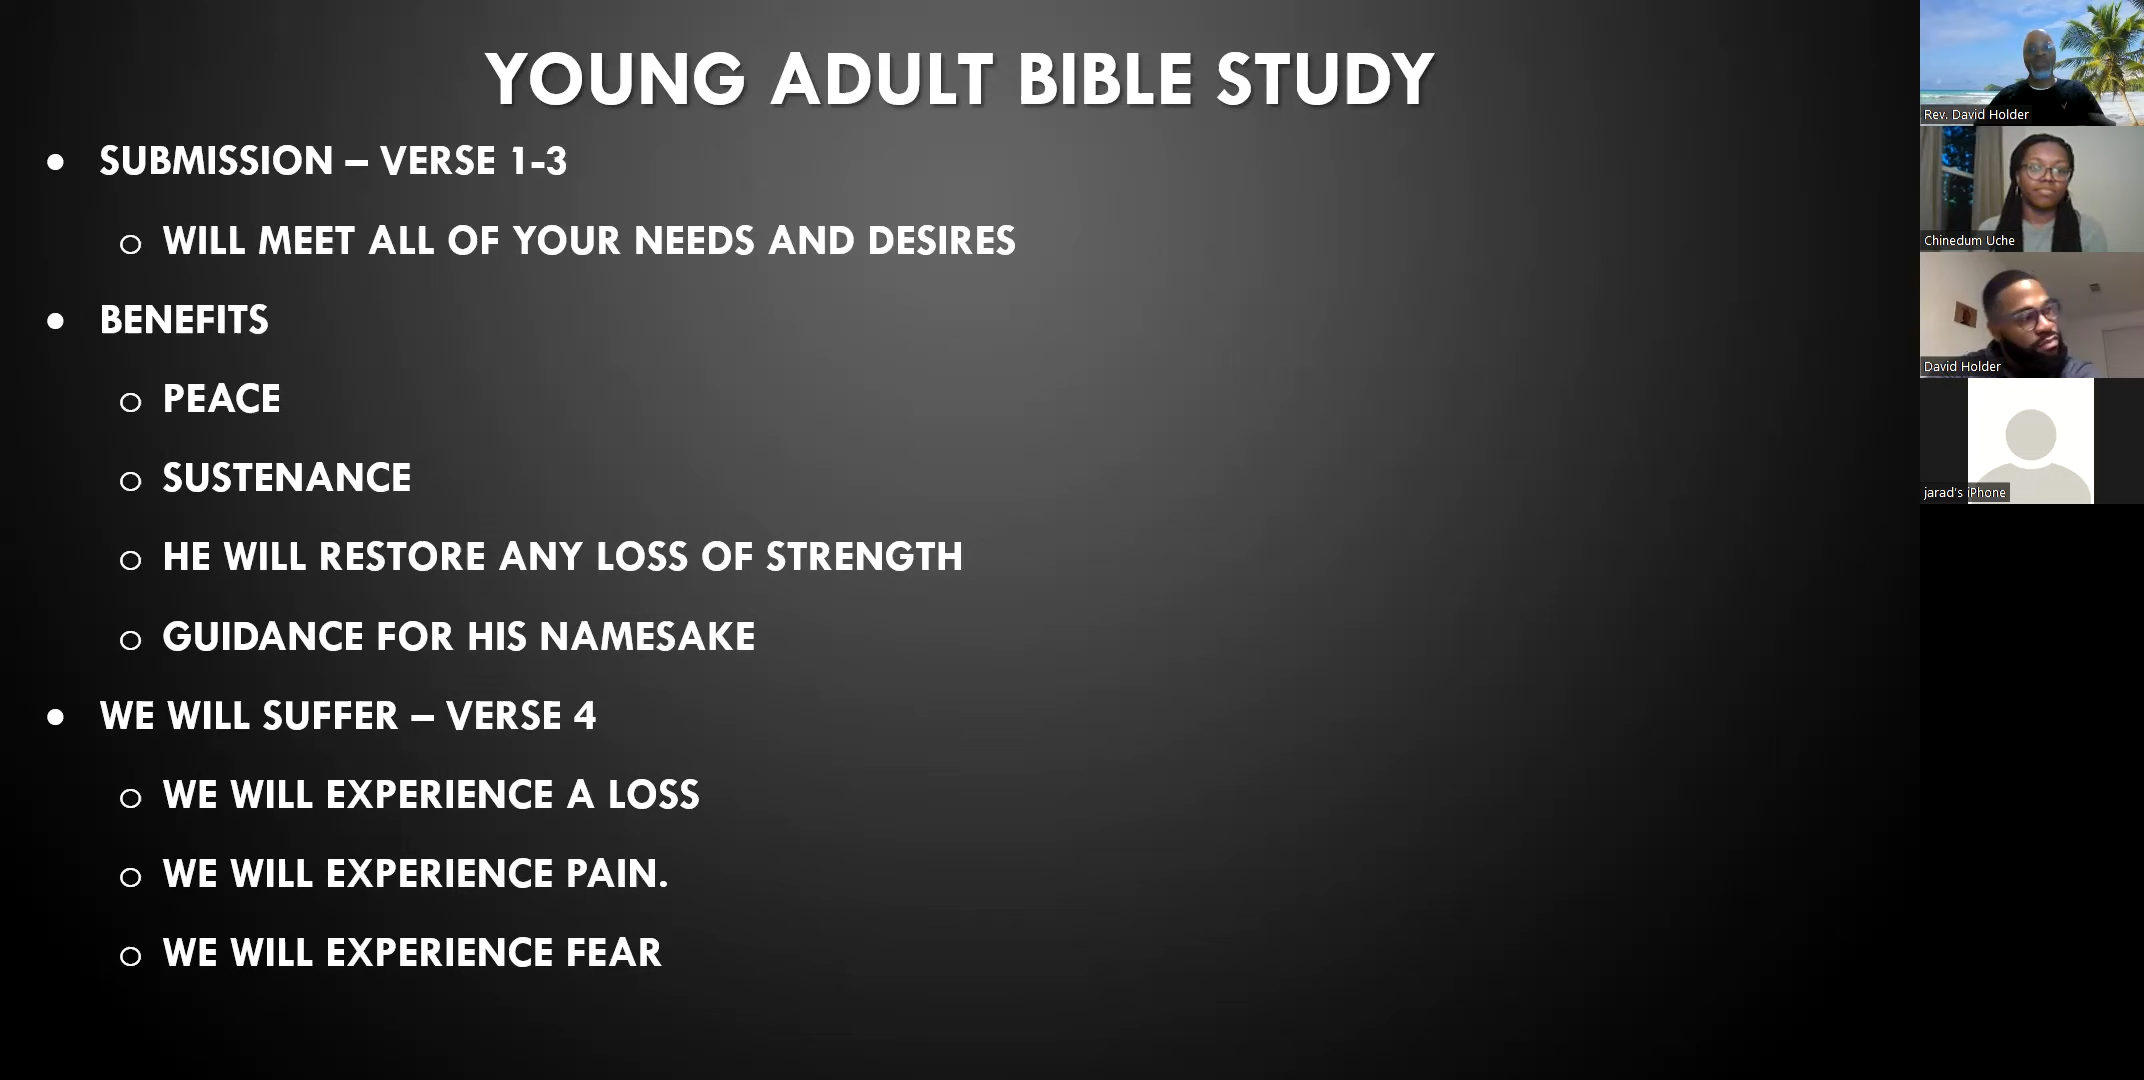 YOUNG ADULT BIBLE STUDY
• SUBMISSION – VERSE 1-3
o WILL MEET ALL OF YOUR NEEDS AND DESIRES
• BENEFITS
o PEACE
o SUSTENANCE
o HE WILL RESTORE ANY LOSS OF STRENGTH
o GUIDANCE FOR HIS NAMESAKE
• WE WILL SUFFER – VERSE 4
o WE WILL EXPERIENCE A LOSS
o WE WILL EXPERIENCE PAIN.
o WE WILL EXPERIENCE FEAR
Rev. David Holder
Chinedum Uche
David Holder
jarad's iPhone